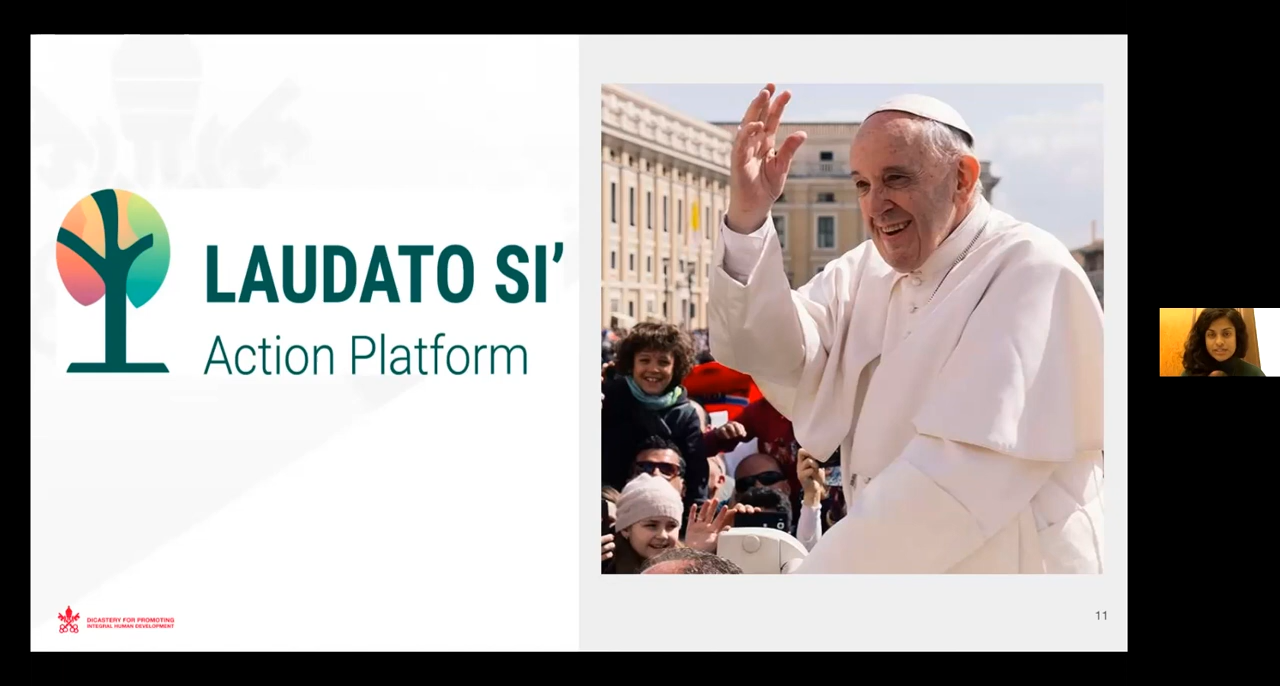 LAUDATO SI’
Action Platform
DICASTERY FOR PROMOTING
INTEGRAL HUMAN DEVELOPMENT
11